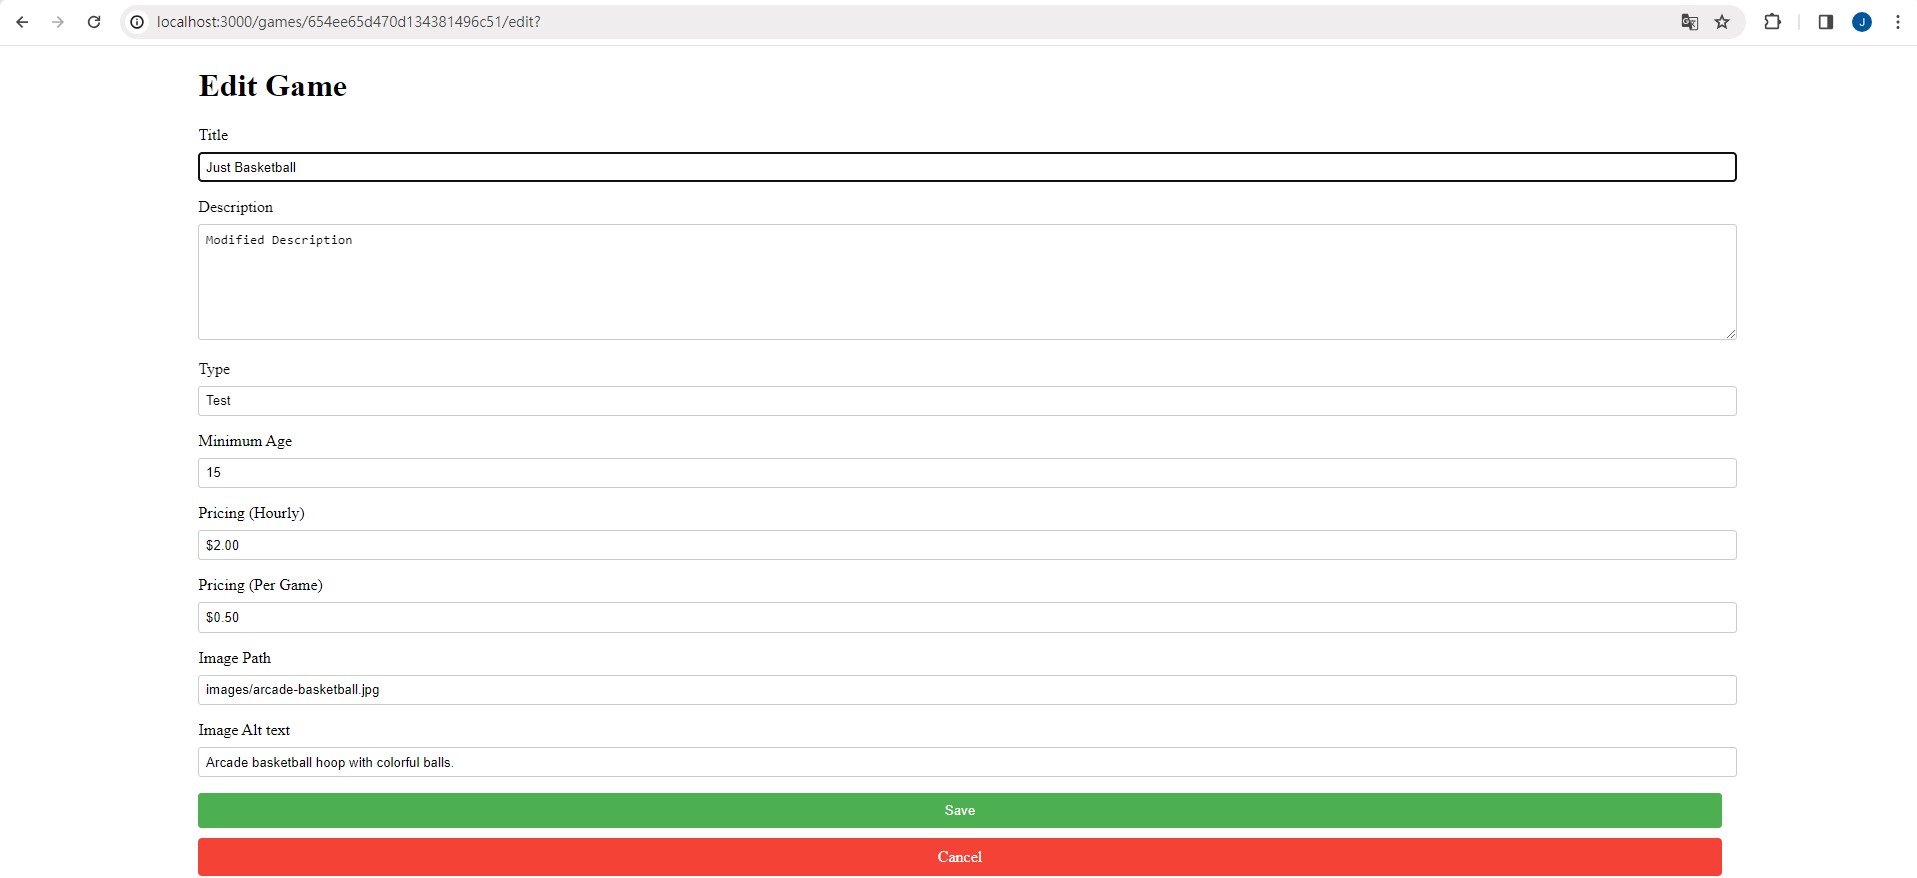 localhost:3000/games/654ee65d470d134381496c51/edit?
J
Edit Game
Title
Just Basketball
Description
Modified Description
Type
Test
Minimum Age
15
Pricing (Hourly)
$2.00
Pricing (Per Game)
$0.50
Image Path
images/arcade-basketball.jpg
Image Alt text
Arcade basketball hoop with colorful balls.
Save
Cancel